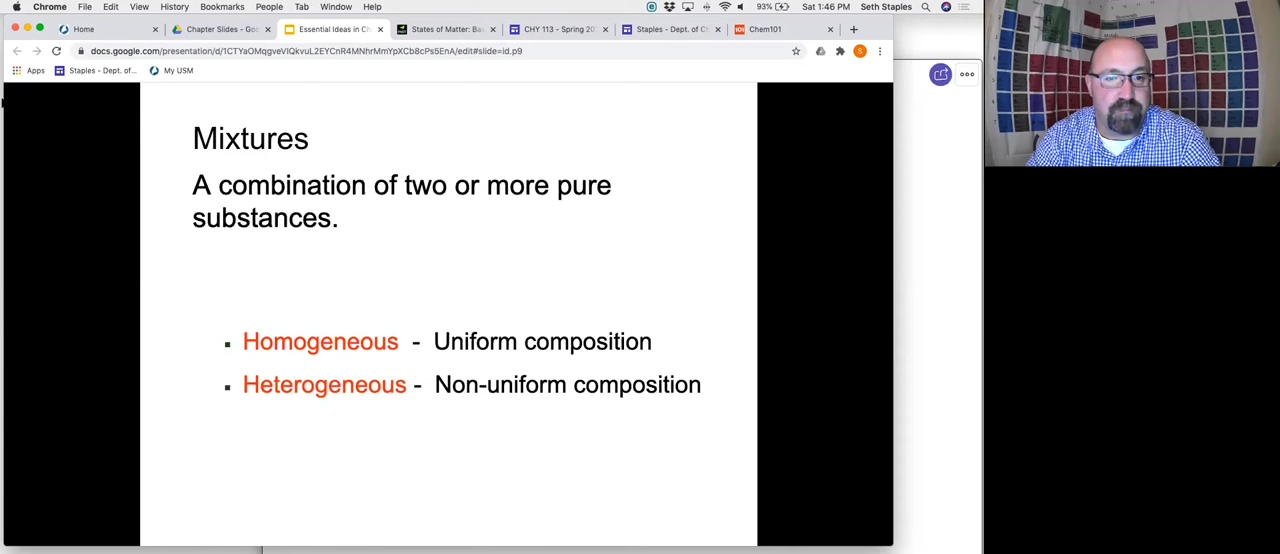 Chrome File Edit View History Bookmarks People Tab Window Help 93% Sat 1:46 PM Seth Staples
Home Chapter Slides - Goo Essential Ideas in Ch States of Matter: Ba CHY 113 - Spring 20 Staples - Dept. of Ch Chem101
docs.google.com/presentation/d/1CTYaOMqgveVIQkvuL2EYCnR4MNhrMmYpXCb8cPs5EnA/edit#slide=id.p9
S
Apps Staples - Dept. of... My USM
Mixtures
A combination of two or more pure
substances.
▪ Homogeneous - Uniform composition
▪ Heterogeneous - Non-uniform composition